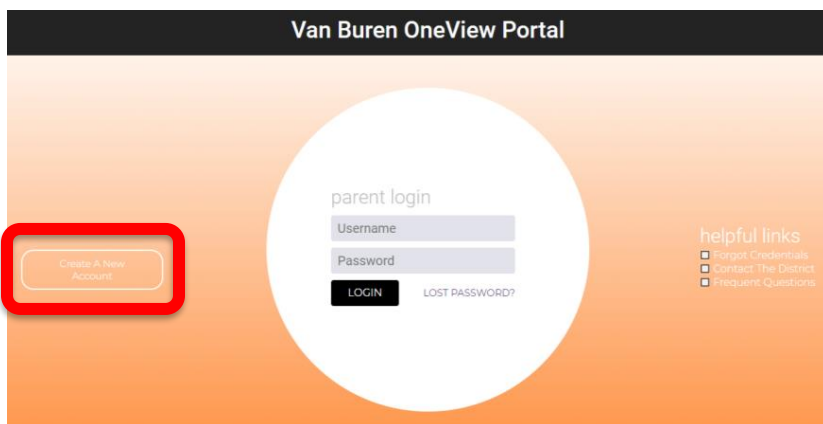 Van Buren OneView Portal
parent login
Username
Password
LOGIN
LOST PASSWORD?
Create A New
Account
helpful links
Forgot Credentials
Contact The District
Frequent Questions